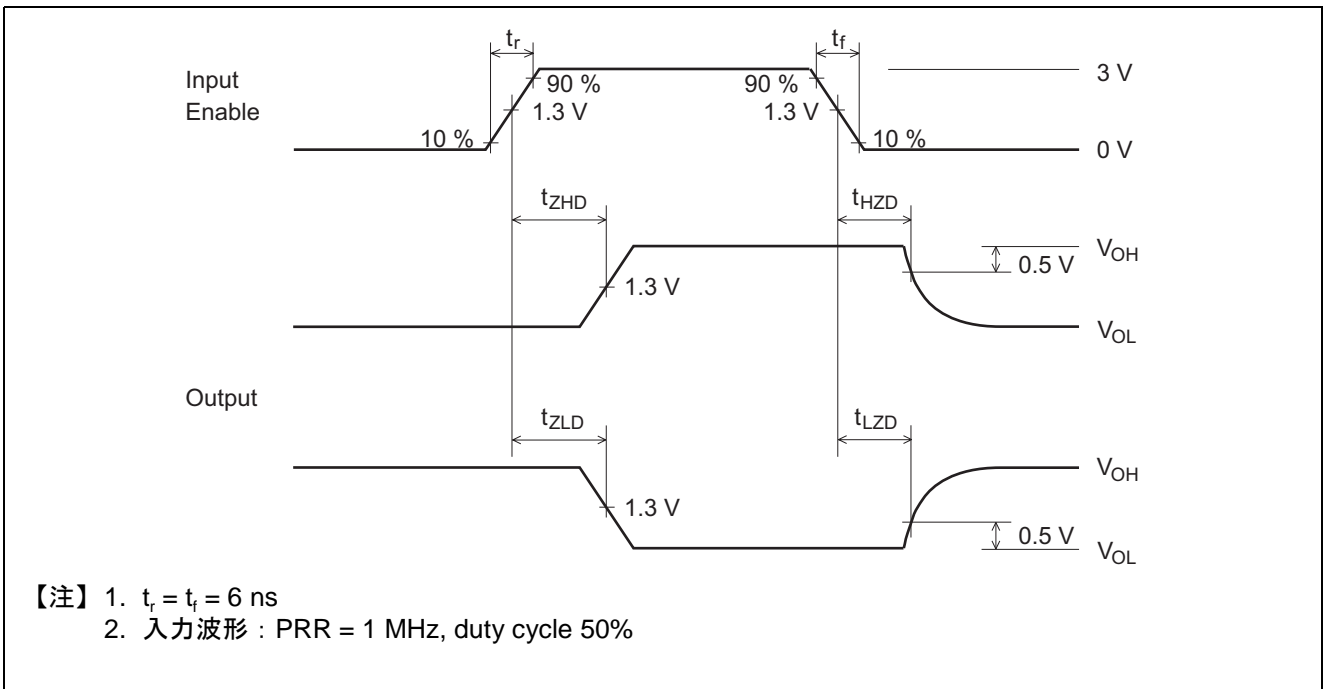 tr
tf
Input
Enable
90 %
90 %
3 V
1.3 V
1.3 V
10 %
10 %
0 V
tZHD
tHZD
VOH
0.5 V
1.3 V
VOL
Output
tZLD
tLZD
VOH
1.3 V
0.5 V
VOL
【注】 1. tr = tf = 6 ns
2. 入力波形 : PRR = 1 MHz, duty cycle 50%